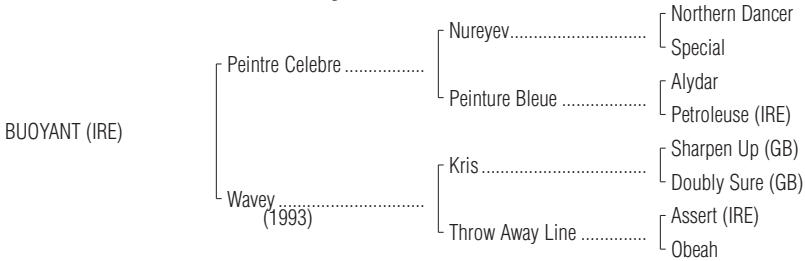 Northern Dancer
Nureyev
Special
Peintre Celebre
Alydar
Peinture Bleue
Petroleuse (IRE)
BUOYANT (IRE)
Sharpen Up (GB)
Kris
Doubly Sure (GB)
Wavey
(1993)
Assert (IRE)
Throw Away Line
Obeah